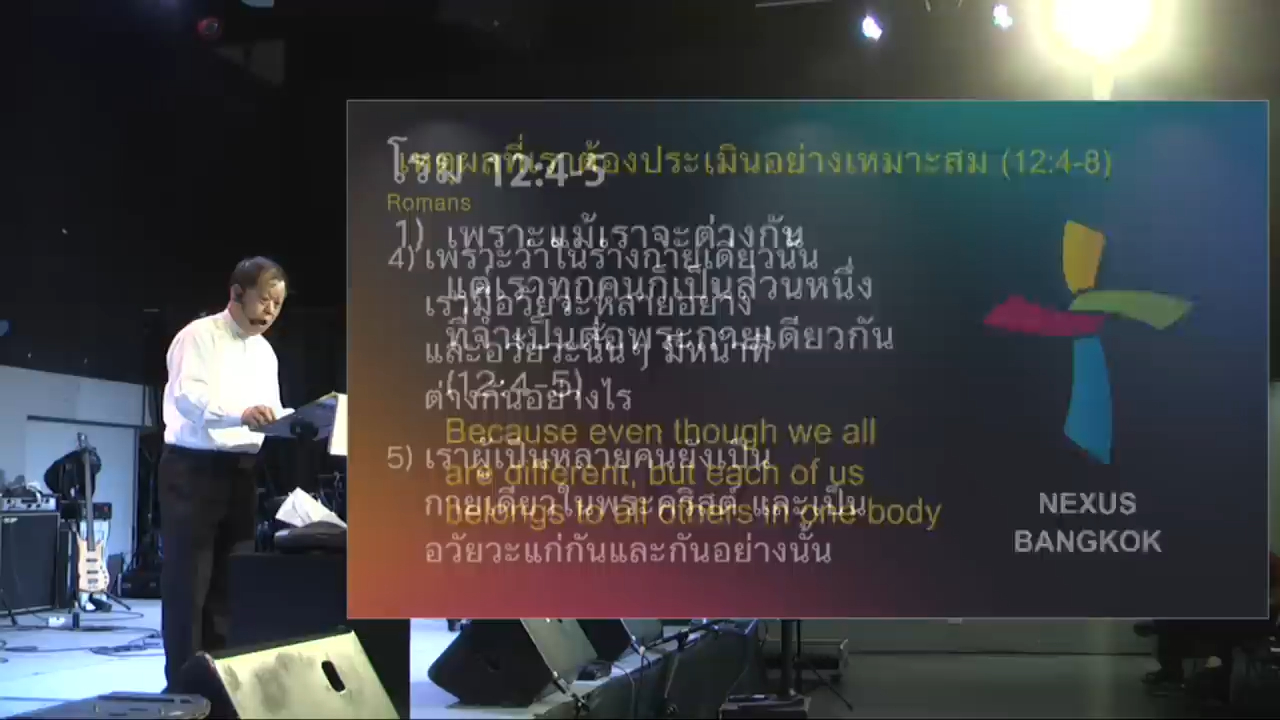 เหตุผลที่เราต้องประเมินอย่างเหมาะสม (12:4-8)
โรม 12:4-5
Romans
1) เพราะแม้เราจะต่างกัน
4) เพราะว่าในร่างกายเดียวนั้น
แต่เราทุกคนก็เป็นส่วนหนึ่ง
เรามีอวัยวะหลายอย่าง
ที่จำเป็นต่อพระกายเดียวกัน
และอวัยวะนั้นๆ มีหน้าที่
(12:4-5)
ต่างกันอย่างไร
Because even though we all
5) เราผู้เป็นหลายคนยังเป็น
are different, but each of us
กายเดียวในพระคริสต์ และเป็น
belongs to all others in one body
อวัยวะแก่กันและกันอย่างนั้น
NEXUS
BANGKOK